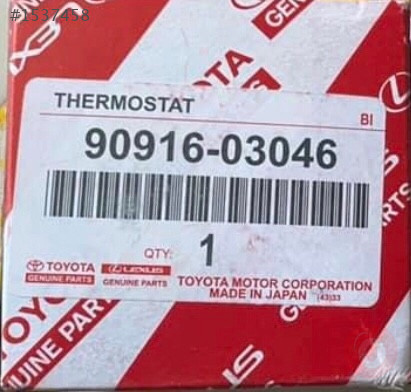 #1537458
TOYOTA
GENUINE
THERMOSTAT
BI
90916-03046
QTY: 1
TOYOTA
GENUINE PARTS
LEXUS
GENUINE PARTS
TOYOTA MOTOR CORPORATION
MADE IN JAPAN (43)33
GENUINE PARTS